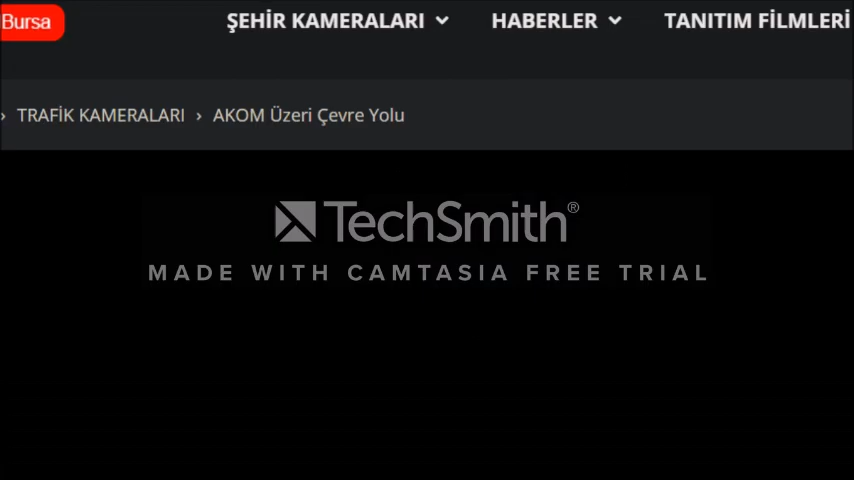 Bursa
ŞEHİR KAMERALARI HABERLER TANITIM FİLMLERİ
› TRAFİK KAMERALARI › AKOM Üzeri Çevre Yolu
TechSmith®
MADE WITH CAMTASIA FREE TRIAL